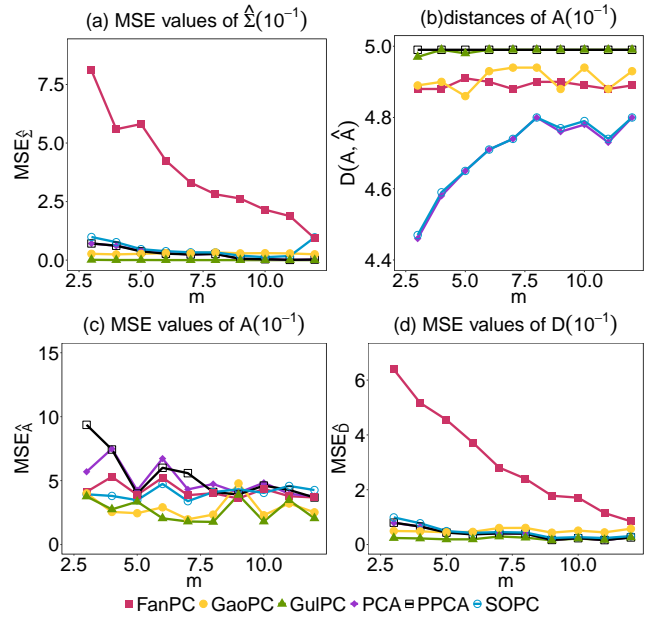 (a) MSE values of Σ̂(10⁻¹)
(b)distances of A(10⁻¹)
MSE_Σ̂
7.5
5.0
2.5
0.0
2.5 5.0 7.5 10.0
m
D(A, Â)
5.0
4.8
4.6
4.4
2.5 5.0 7.5 10.0
m
(c) MSE values of A(10⁻¹)
(d) MSE values of D(10⁻¹)
MSE_Â
15
10
5
0
2.5 5.0 7.5 10.0
m
MSE_D̂
6
4
2
0
2.5 5.0 7.5 10.0
m
FanPC GaoPC GulPC PCA PPCA SOPC